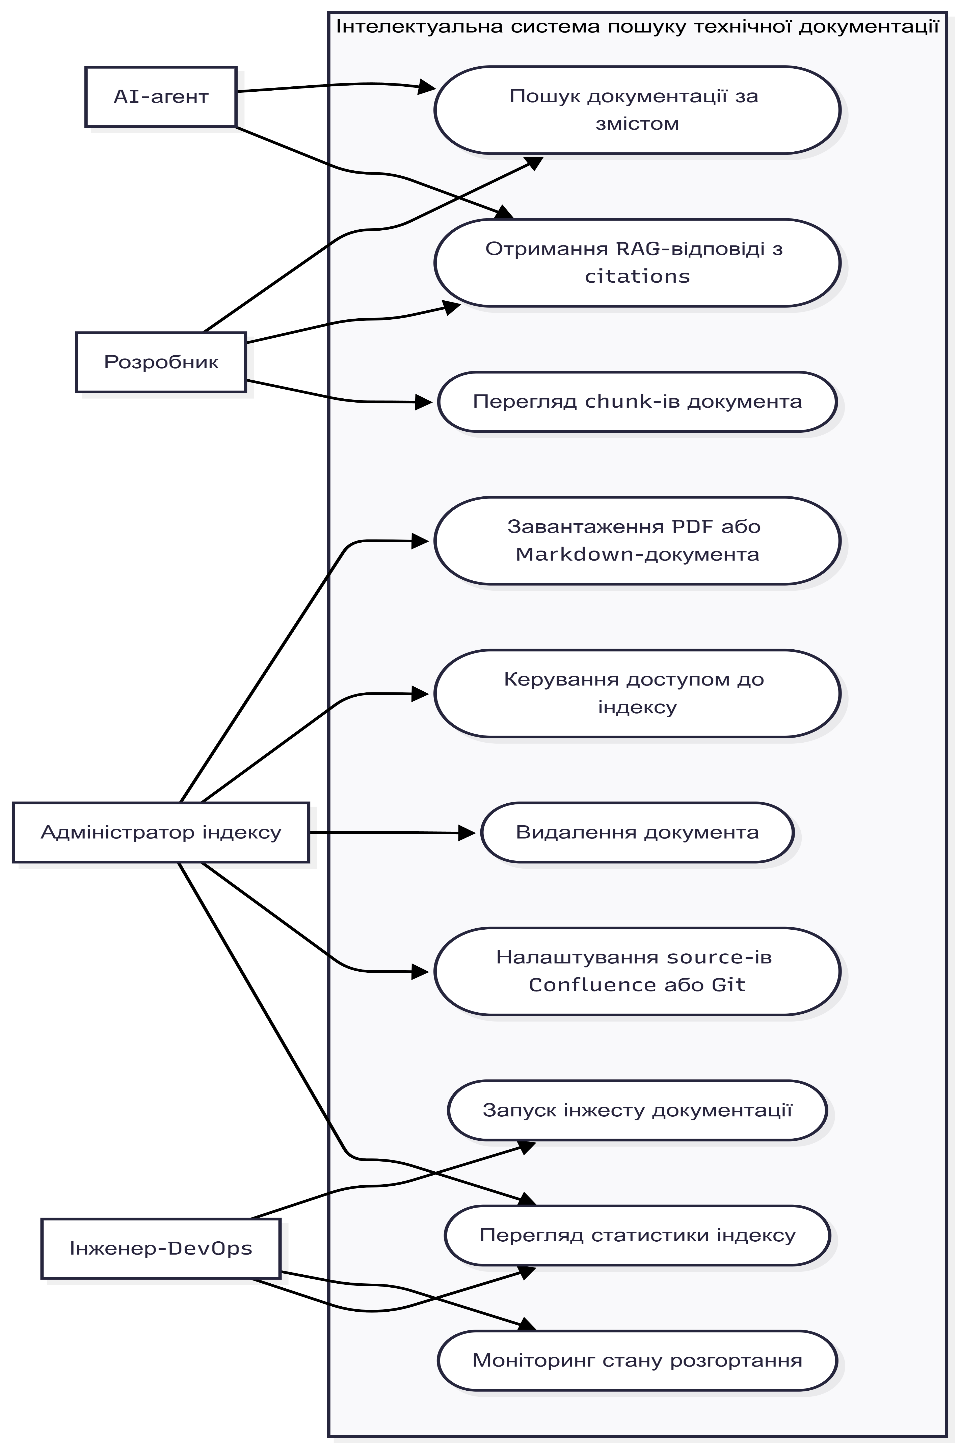 Інтелектуальна система пошуку технічної документації
AI-агент
Пошук документації за
змістом
Отримання RAG-відповіді з
citations
Розробник
Перегляд chunk-ів документа
Завантаження PDF або
Markdown-документа
Керування доступом до
індексу
Адміністратор індексу
Видалення документа
Налаштування source-ів
Confluence або Git
Запуск інжесту документації
Інженер-DevOps
Перегляд статистики індексу
Моніторинг стану розгортання